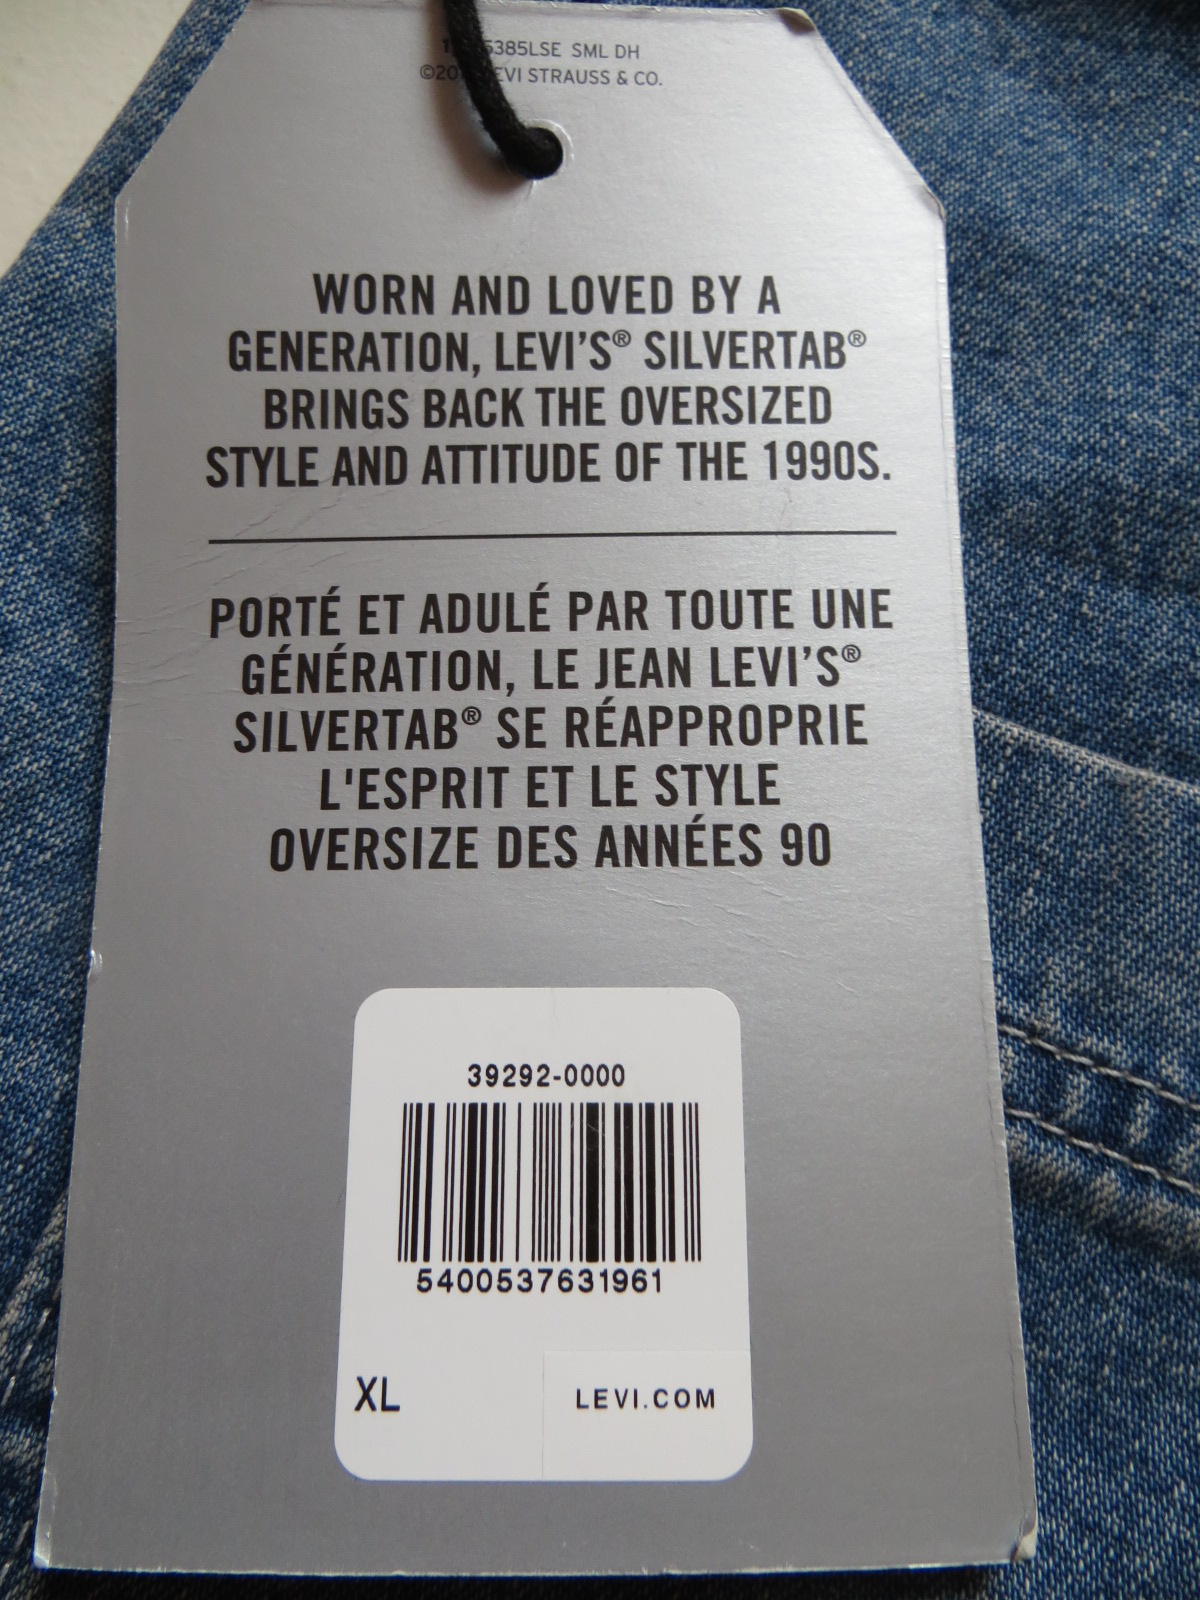 SML DH
STRAUSS & CO.
WORN AND LOVED BY A
GENERATION, LEVI'S® SILVERTAB®
BRINGS BACK THE OVERSIZED
STYLE AND ATTITUDE OF THE 1990S.
PORTÉ ET ADULÉ PAR TOUTE UNE
GÉNÉRATION, LE JEAN LEVI'S®
SILVERTAB® SE RÉAPPROPRIE
L'ESPRIT ET LE STYLE
OVERSIZE DES ANNÉES 90
39292-0000
5400537631961
XL
LEVI.COM